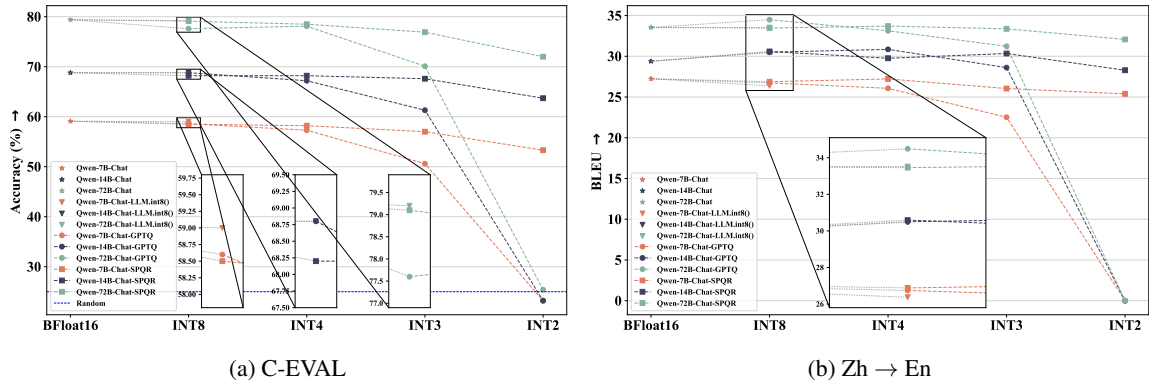 Accuracy (%) →
80
70
60
50
40
30
BFloat16 INT8 INT4 INT3 INT2
Qwen-7B-Chat
Qwen-14B-Chat
Qwen-72B-Chat
Qwen-7B-Chat-LLM.int8()
Qwen-14B-Chat-LLM.int8()
Qwen-72B-Chat-LLM.int8()
Qwen-7B-Chat-GPTQ
Qwen-14B-Chat-GPTQ
Qwen-72B-Chat-GPTQ
Qwen-7B-Chat-SPQR
Qwen-14B-Chat-SPQR
Qwen-72B-Chat-SPQR
Random
59.75
59.50
59.25
59.00
58.75
58.50
58.25
58.00
69.50
69.25
69.00
68.75
68.50
68.25
68.00
67.75
67.50
79.5
79.0
78.5
78.0
77.5
77.0
(a) C-EVAL
BLEU →
35
30
25
20
15
10
5
0
BFloat16 INT8 INT4 INT3 INT2
Qwen-7B-Chat
Qwen-14B-Chat
Qwen-72B-Chat
Qwen-7B-Chat-LLM.int8()
Qwen-14B-Chat-LLM.int8()
Qwen-72B-Chat-LLM.int8()
Qwen-7B-Chat-GPTQ
Qwen-14B-Chat-GPTQ
Qwen-72B-Chat-GPTQ
Qwen-7B-Chat-SPQR
Qwen-14B-Chat-SPQR
Qwen-72B-Chat-SPQR
34
32
30
28
26
(b) Zh → En